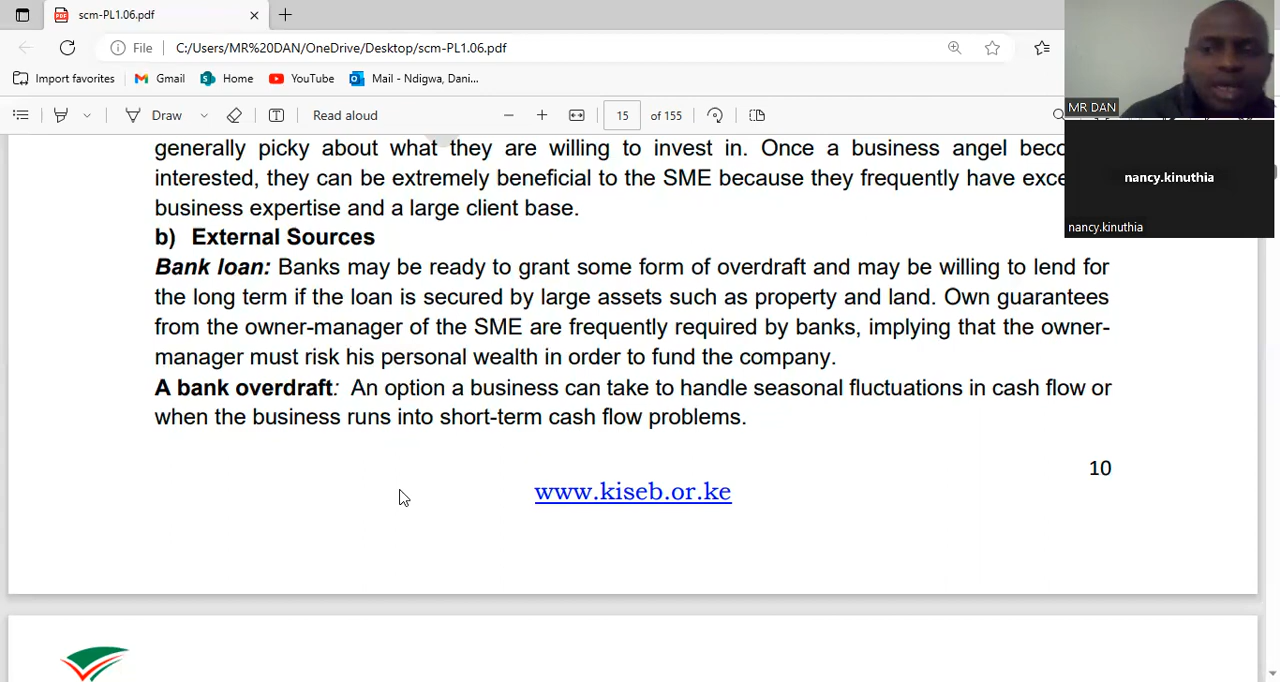 scm-PL1.06.pdf
File
C:/Users/MR%20DAN/OneDrive/Desktop/scm-PL1.06.pdf
Import favorites
Gmail
Home
YouTube
Mail - Ndigwa, Dani...
Draw
Read aloud
15
of 155
MR DAN
nancy.kinuthia
nancy.kinuthia
generally picky about what they are willing to invest in. Once a business angel
interested, they can be extremely beneficial to the SME because they frequently have
business expertise and a large client base.
b) External Sources
Bank loan: Banks may be ready to grant some form of overdraft and may be willing to lend for
the long term if the loan is secured by large assets such as property and land. Own guarantees
from the owner-manager of the SME are frequently required by banks, implying that the owner-
manager must risk his personal wealth in order to fund the company.
A bank overdraft: An option a business can take to handle seasonal fluctuations in cash flow or
when the business runs into short-term cash flow problems.
10
www.kiseb.or.ke